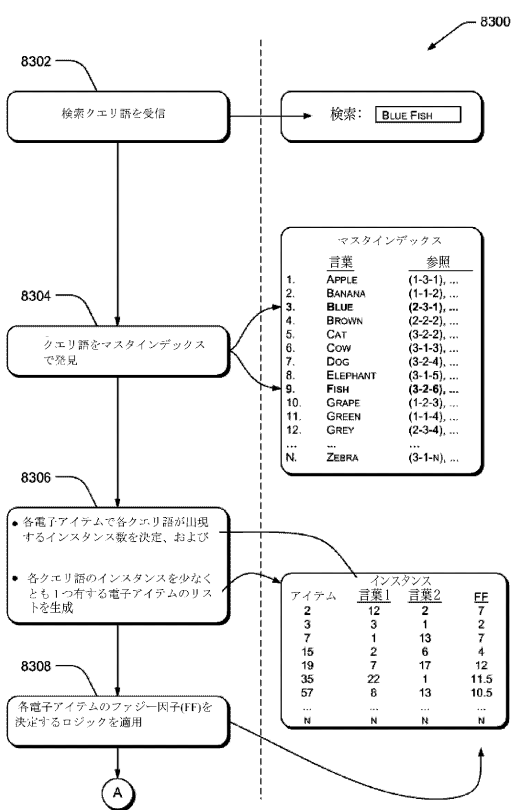 8300
8302
検索クエリ語を受信
検索: BLUE FISH
マスタインデックス
言葉 参照
1. APPLE (1-3-1), ...
2. BANANA (1-1-2), ...
3. BLUE (2-3-1), ...
4. BROWN (2-2-2), ...
5. CAT (3-2-2), ...
6. COW (3-1-3), ...
7. DOG (3-2-4), ...
8. ELEPHANT (3-1-5), ...
9. FISH (3-2-6), ...
10. GRAPE (1-2-3), ...
11. GREEN (1-1-4), ...
12. GREY (2-3-4), ...
... ... ...
N. ZEBRA (3-1-N), ...
8304
クエリ語をマスタインデックス
で発見
8306
• 各電子アイテムで各クエリ語が出現
するインスタンス数を決定、および
• 各クエリ語のインスタンスを少なく
とも1つ有する電子アイテムのリス
トを生成
インスタンス
アイテム 言葉1 言葉2 FF
2 12 2 7
3 3 1 2
7 1 13 7
15 2 6 4
19 7 17 12
35 22 1 11.5
57 8 13 10.5
... ... ... ...
N N N N
8308
各電子アイテムのファジー因子(FF)を
決定するロジックを適用
A